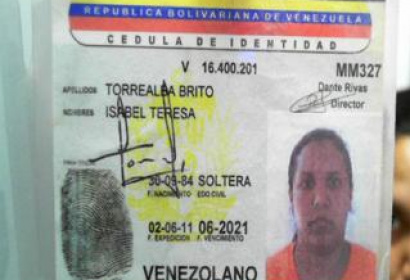 REPUBLICA BOLIVARIANA DE VENEZUELA
CEDULA DE IDENTIDAD
V 16.400.201
MM327
APELLIDOS TORREALBA BRITO
Dante Rivas
Director
NOMBRES ISABEL TERESA
30-09-84 SOLTERA
F. NACIMIENTO EDO CIVIL
02-06-11 06-2021
F. EXPEDICION F. VENCIMIENTO
VENEZOLANO